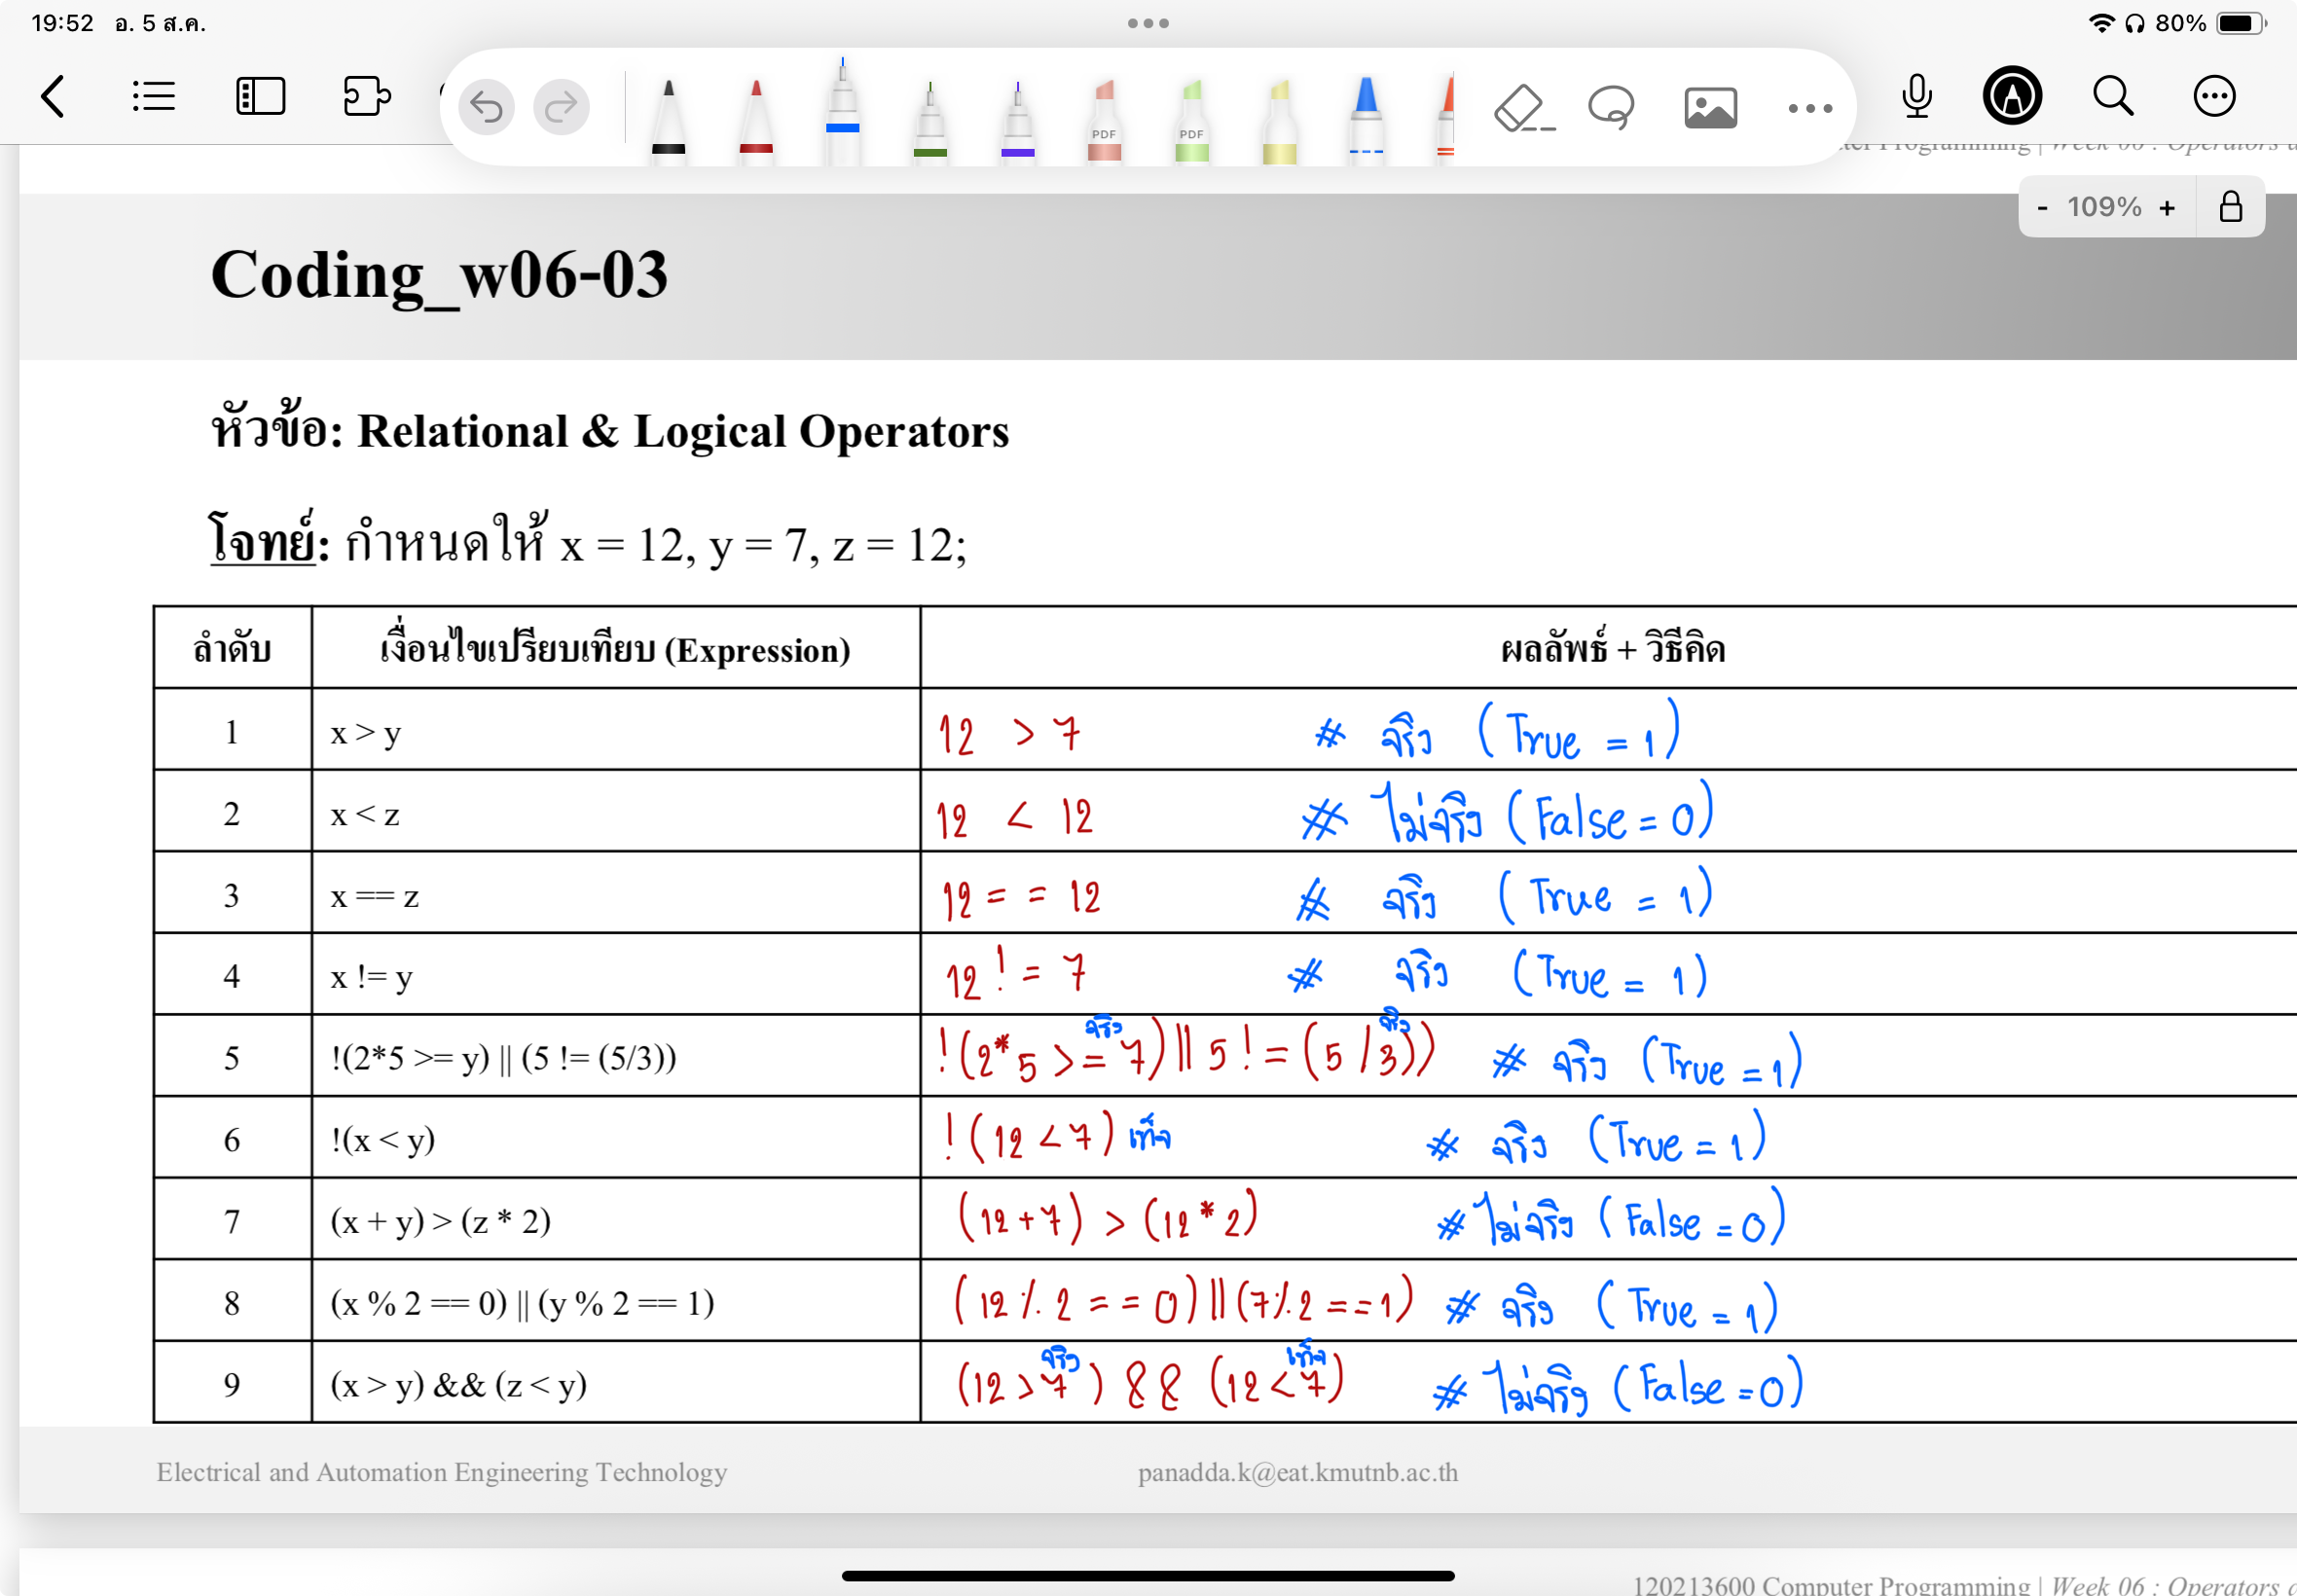 19:52 อ. 5 ส.ค.
80%
PDF PDF
- 109% +
Coding_w06-03
หัวข้อ: Relational & Logical Operators
โจทย์: กำหนดให้ x = 12, y = 7, z = 12;
ลำดับ เงื่อนไขเปรียบเทียบ (Expression) ผลลัพธ์ + วิธีคิด
1 x > y 12 > 7 # จริง (True = 1)
2 x < z 12 < 12 # ไม่จริง (False = 0)
3 x == z 12 = = 12 # จริง (True = 1)
4 x != y 12 ! = 7 # จริง (True = 1)
จริง จริง
5 !(2*5 >= y) || (5 != (5/3)) !(2*5 >= 7) || 5 != (5/3)) # จริง (True = 1)
6 !(x < y) !(12 < 7) เท็จ # จริง (True = 1)
7 (x + y) > (z * 2) (12 + 7) > (12 * 2) # ไม่จริง (False = 0)
8 (x % 2 == 0) || (y % 2 == 1) (12 % 2 == 0) || (7 % 2 == 1) # จริง (True = 1)
จริง เท็จ
9 (x > y) && (z < y) (12 > 7) && (12 < 7) # ไม่จริง (False = 0)
Electrical and Automation Engineering Technology panadda.k@eat.kmutnb.ac.th
120213600 Computer Programming | Week 06 : Operators